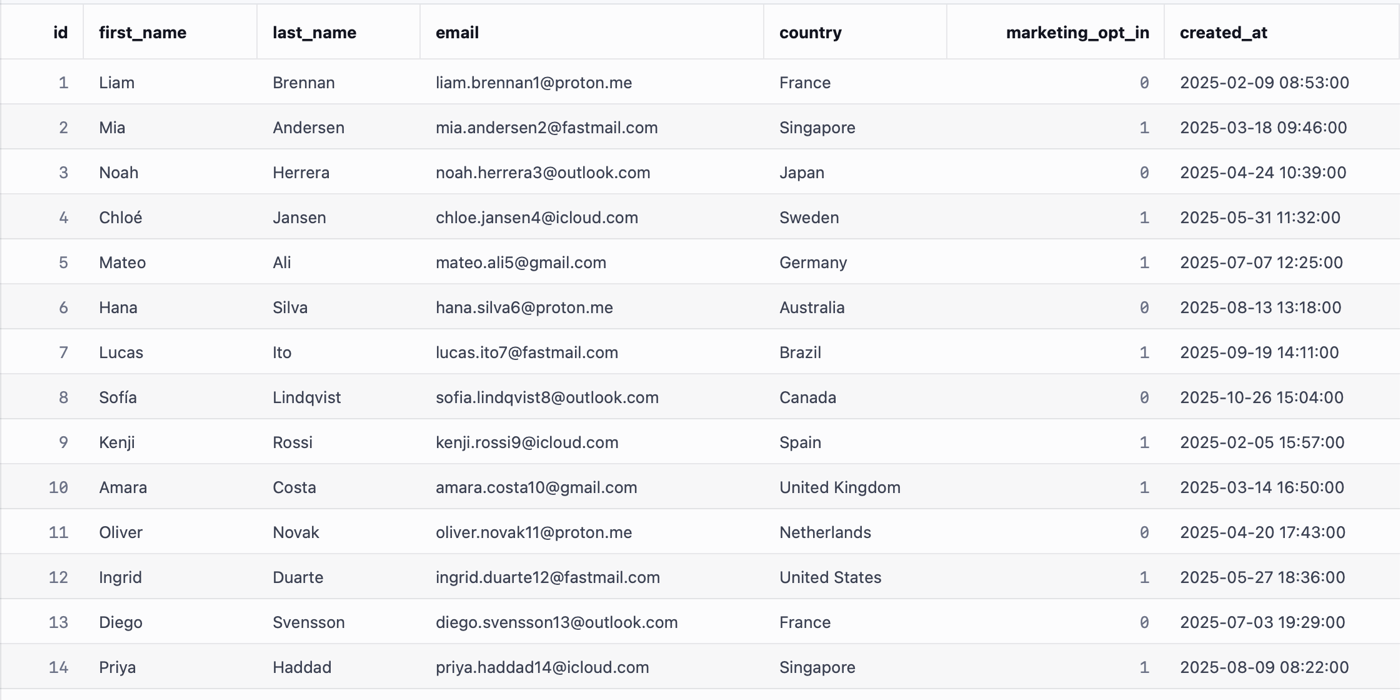 id first_name last_name email country marketing_opt_in created_at
1 Liam Brennan liam.brennan1@proton.me France 0 2025-02-09 08:53:00
2 Mia Andersen mia.andersen2@fastmail.com Singapore 1 2025-03-18 09:46:00
3 Noah Herrera noah.herrera3@outlook.com Japan 0 2025-04-24 10:39:00
4 Chloé Jansen chloe.jansen4@icloud.com Sweden 1 2025-05-31 11:32:00
5 Mateo Ali mateo.ali5@gmail.com Germany 1 2025-07-07 12:25:00
6 Hana Silva hana.silva6@proton.me Australia 0 2025-08-13 13:18:00
7 Lucas Ito lucas.ito7@fastmail.com Brazil 1 2025-09-19 14:11:00
8 Sofía Lindqvist sofia.lindqvist8@outlook.com Canada 0 2025-10-26 15:04:00
9 Kenji Rossi kenji.rossi9@icloud.com Spain 1 2025-02-05 15:57:00
10 Amara Costa amara.costa10@gmail.com United Kingdom 1 2025-03-14 16:50:00
11 Oliver Novak oliver.novak11@proton.me Netherlands 0 2025-04-20 17:43:00
12 Ingrid Duarte ingrid.duarte12@fastmail.com United States 1 2025-05-27 18:36:00
13 Diego Svensson diego.svensson13@outlook.com France 0 2025-07-03 19:29:00
14 Priya Haddad priya.haddad14@icloud.com Singapore 1 2025-08-09 08:22:00